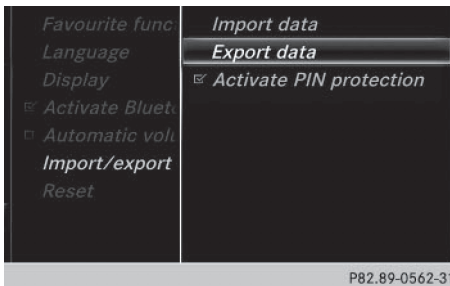 Favourite func
Language
Display
Activate Blueto
Automatic volu
Import/export
Reset
Import data
Export data
Activate PIN protection
P82.89-0562-31